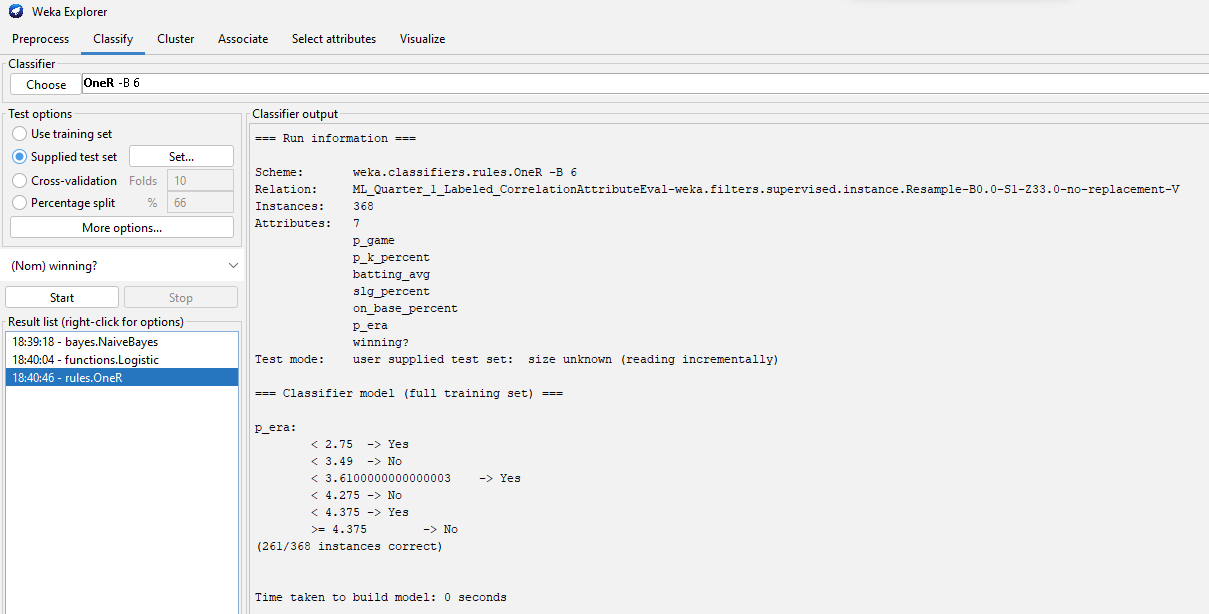 Weka Explorer
Preprocess Classify Cluster Associate Select attributes Visualize
Classifier
Choose OneR -B 6
Test options
Use training set
Supplied test set Set...
Cross-validation Folds 10
Percentage split % 66
More options...
(Nom) winning?
Start Stop
Result list (right-click for options)
18:39:18 - bayes.NaiveBayes
18:40:04 - functions.Logistic
18:40:46 - rules.OneR
Classifier output
=== Run information ===
Scheme: weka.classifiers.rules.OneR -B 6
Relation: ML_Quarter_1_Labeled_CorrelationAttributeEval-weka.filters.supervised.instance.Resample-B0.0-S1-Z33.0-no-replacement-V
Instances: 368
Attributes: 7
p_game
p_k_percent
batting_avg
slg_percent
on_base_percent
p_era
winning?
Test mode: user supplied test set: size unknown (reading incrementally)
=== Classifier model (full training set) ===
p_era:
< 2.75 -> Yes
< 3.49 -> No
< 3.6100000000000003 -> Yes
< 4.275 -> No
< 4.375 -> Yes
>= 4.375 -> No
(261/368 instances correct)
Time taken to build model: 0 seconds